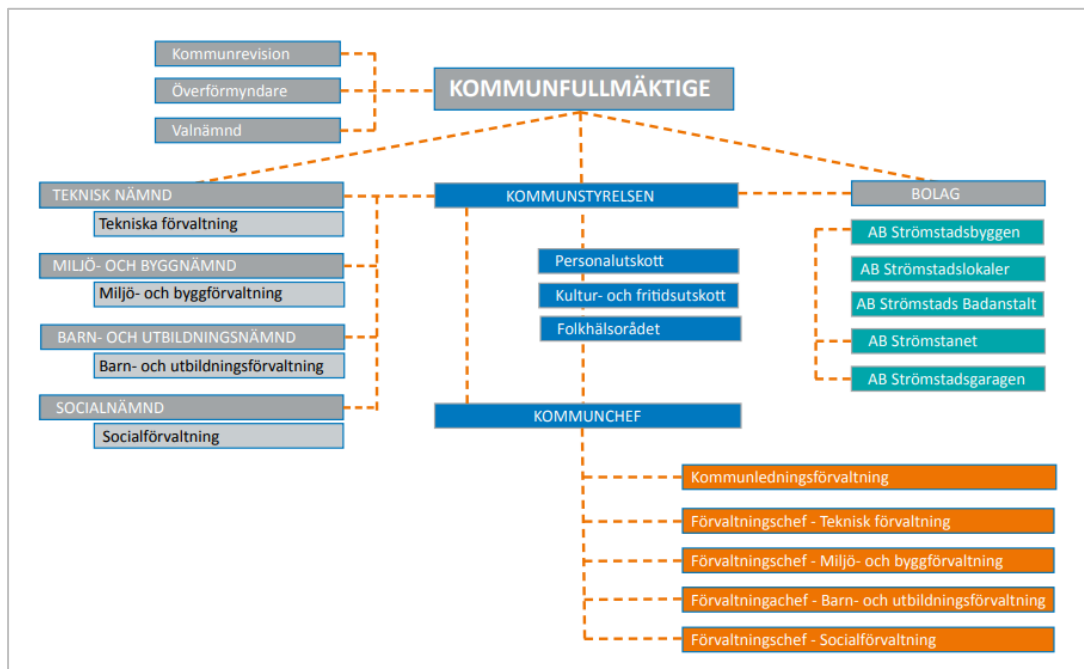 Kommunrevision
Överförmyndare
Valnämnd
KOMMUNFULLMÄKTIGE
TEKNISK NÄMND
Tekniska förvaltning
MILJÖ- OCH BYGGNÄMND
Miljö- och byggförvaltning
BARN- OCH UTBILDNINGSNÄMND
Barn- och utbildningsförvaltning
SOCIALNÄMND
Socialförvaltning
KOMMUNSTYRELSEN
Personalutskott
Kultur- och fritidsutskott
Folkhälsorådet
KOMMUNCHEF
BOLAG
AB Strömstadsbyggen
AB Strömstadslokaler
AB Strömstads Badanstalt
AB Strömstanet
AB Strömstadsgaragen
Kommunledningsförvaltning
Förvaltningschef - Teknisk förvaltning
Förvaltningschef - Miljö- och byggförvaltning
Förvaltningachef - Barn- och utbildningsförvaltning
Förvaltningschef - Socialförvaltning